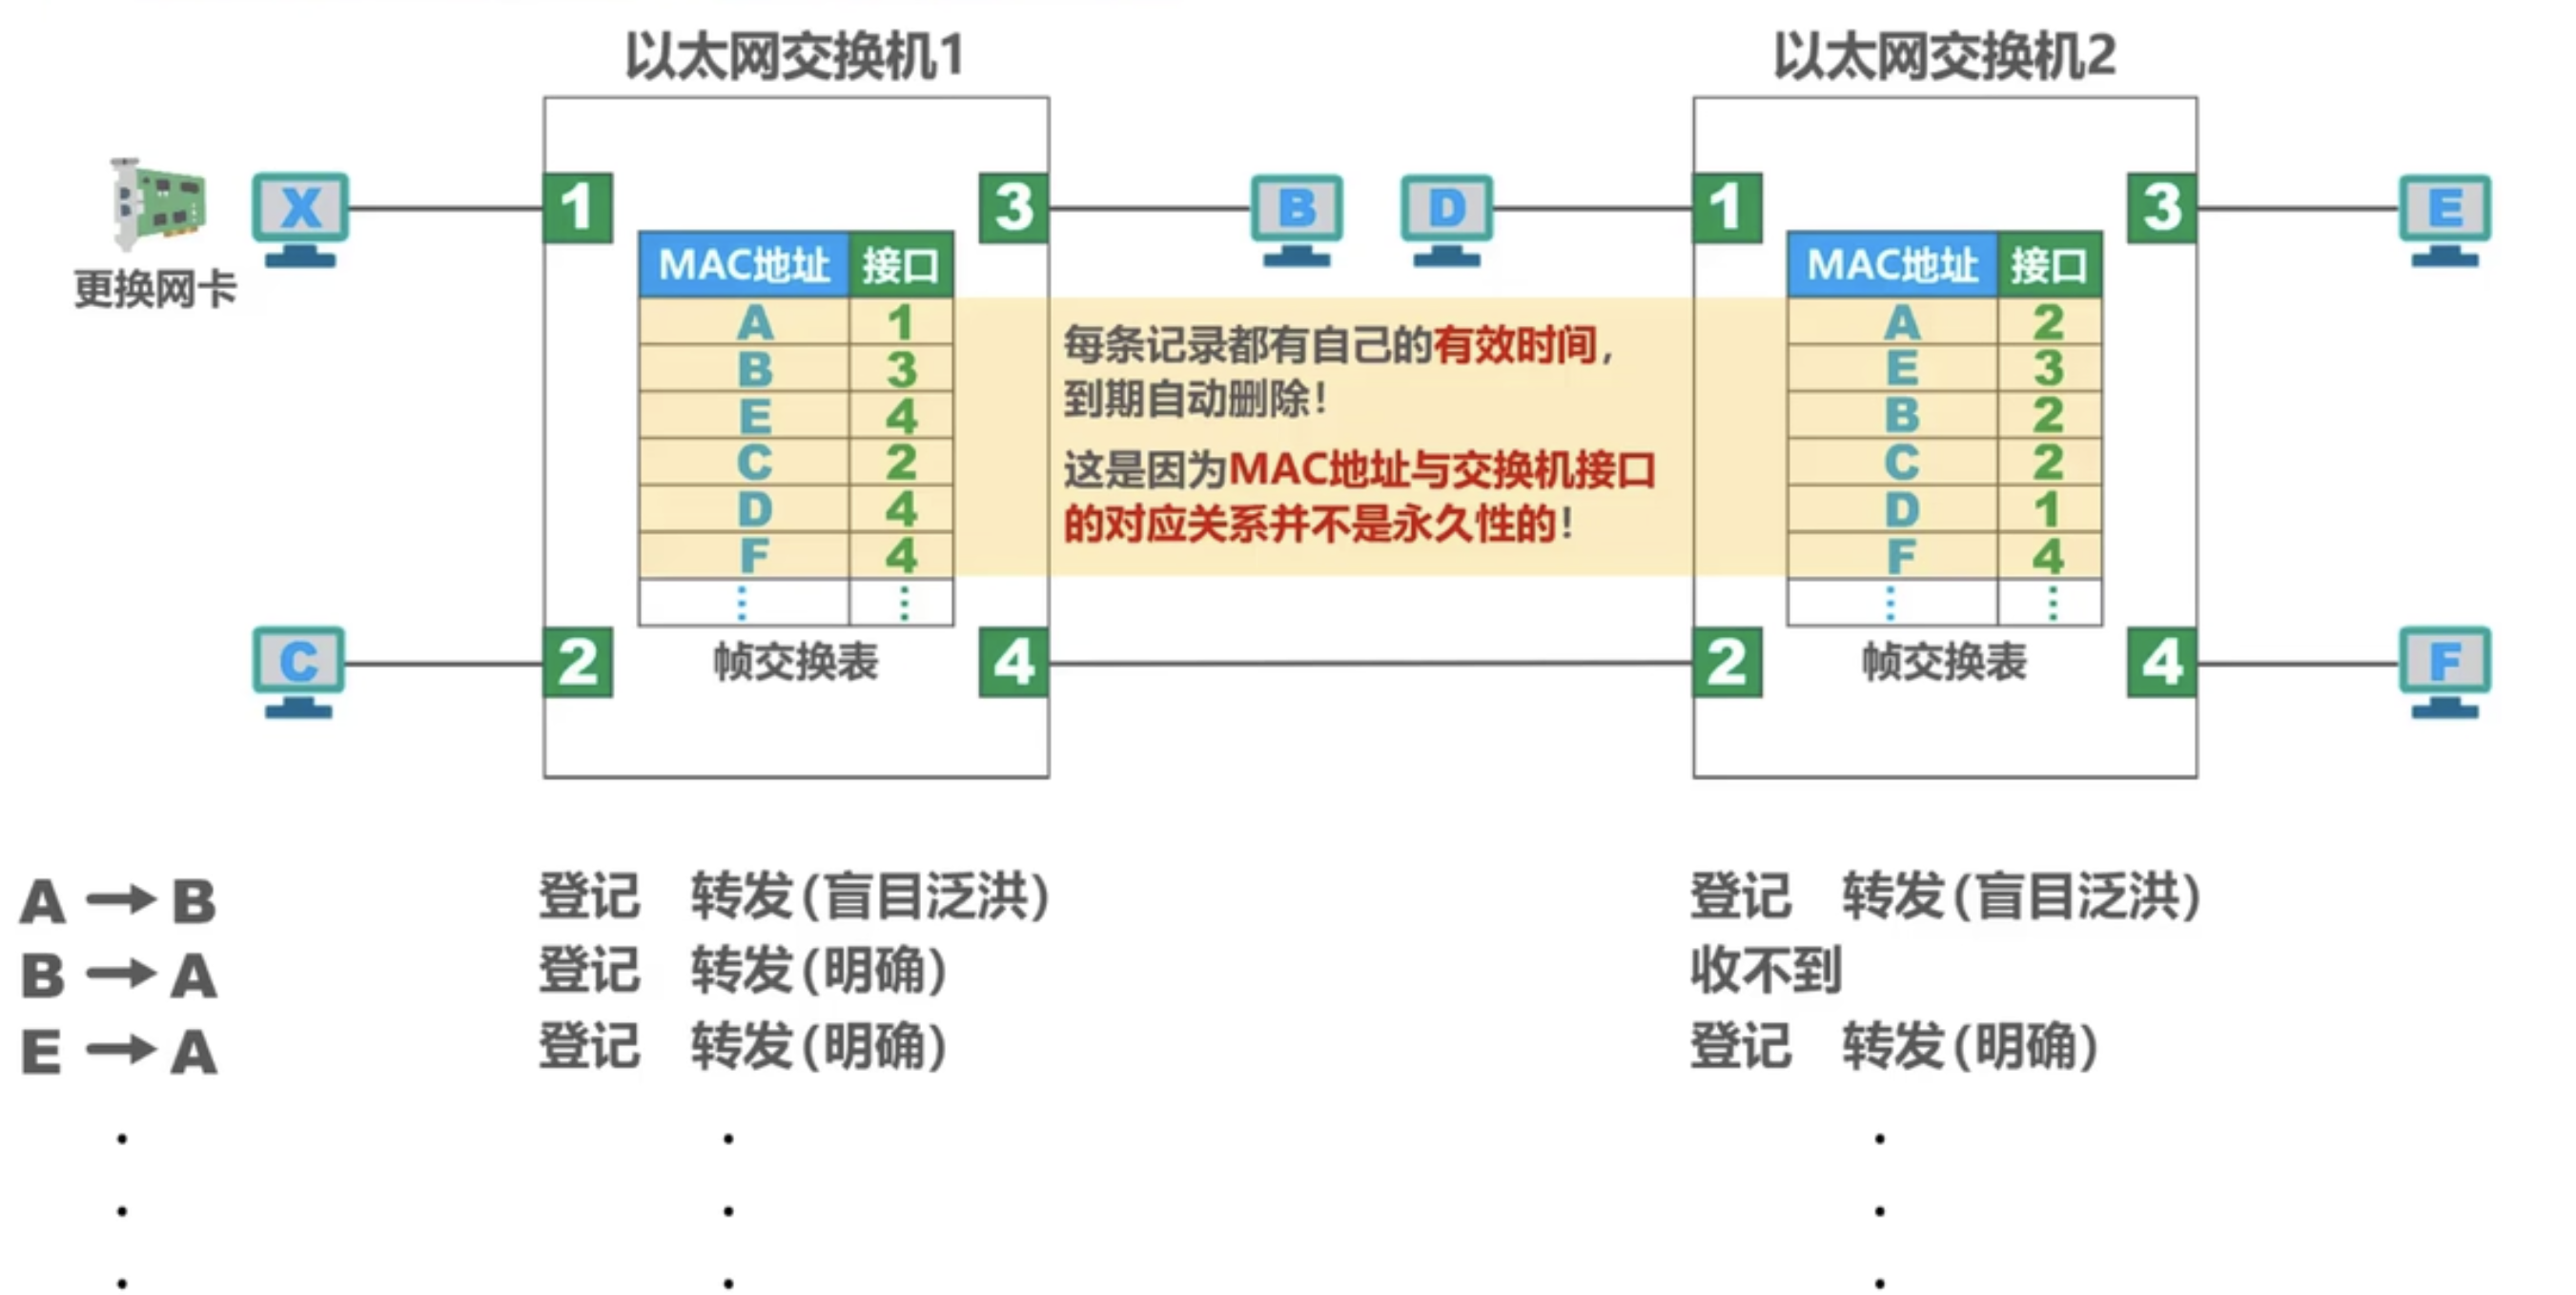 以太网交换机1
以太网交换机2
更换网卡
X
C
B
D
E
F
1
2
3
4
MAC地址 接口
A 1
B 3
E 4
C 2
D 4
F 4
⋮ ⋮
帧交换表
每条记录都有自己的有效时间，
到期自动删除！
这是因为MAC地址与交换机接口
的对应关系并不是永久性的！
1
2
3
4
MAC地址 接口
A 2
E 3
B 2
C 2
D 1
F 4
⋮ ⋮
帧交换表
A → B 登记 转发(盲目泛洪) 登记 转发(盲目泛洪)
B → A 登记 转发(明确) 收不到
E → A 登记 转发(明确) 登记 转发(明确)